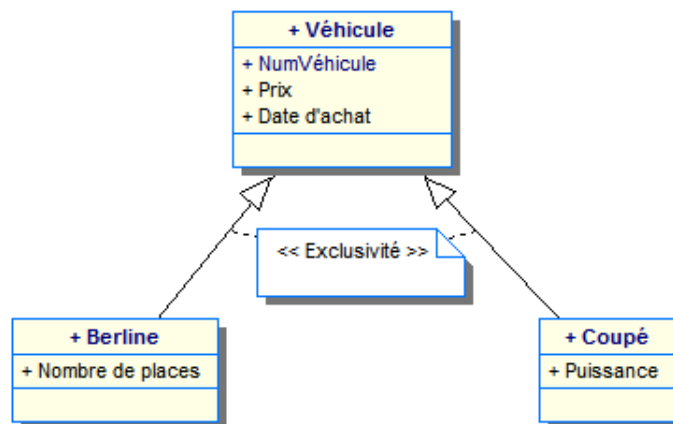 + Véhicule
+ NumVéhicule
+ Prix
+ Date d'achat
<< Exclusivité >>
+ Berline
+ Nombre de places
+ Coupé
+ Puissance